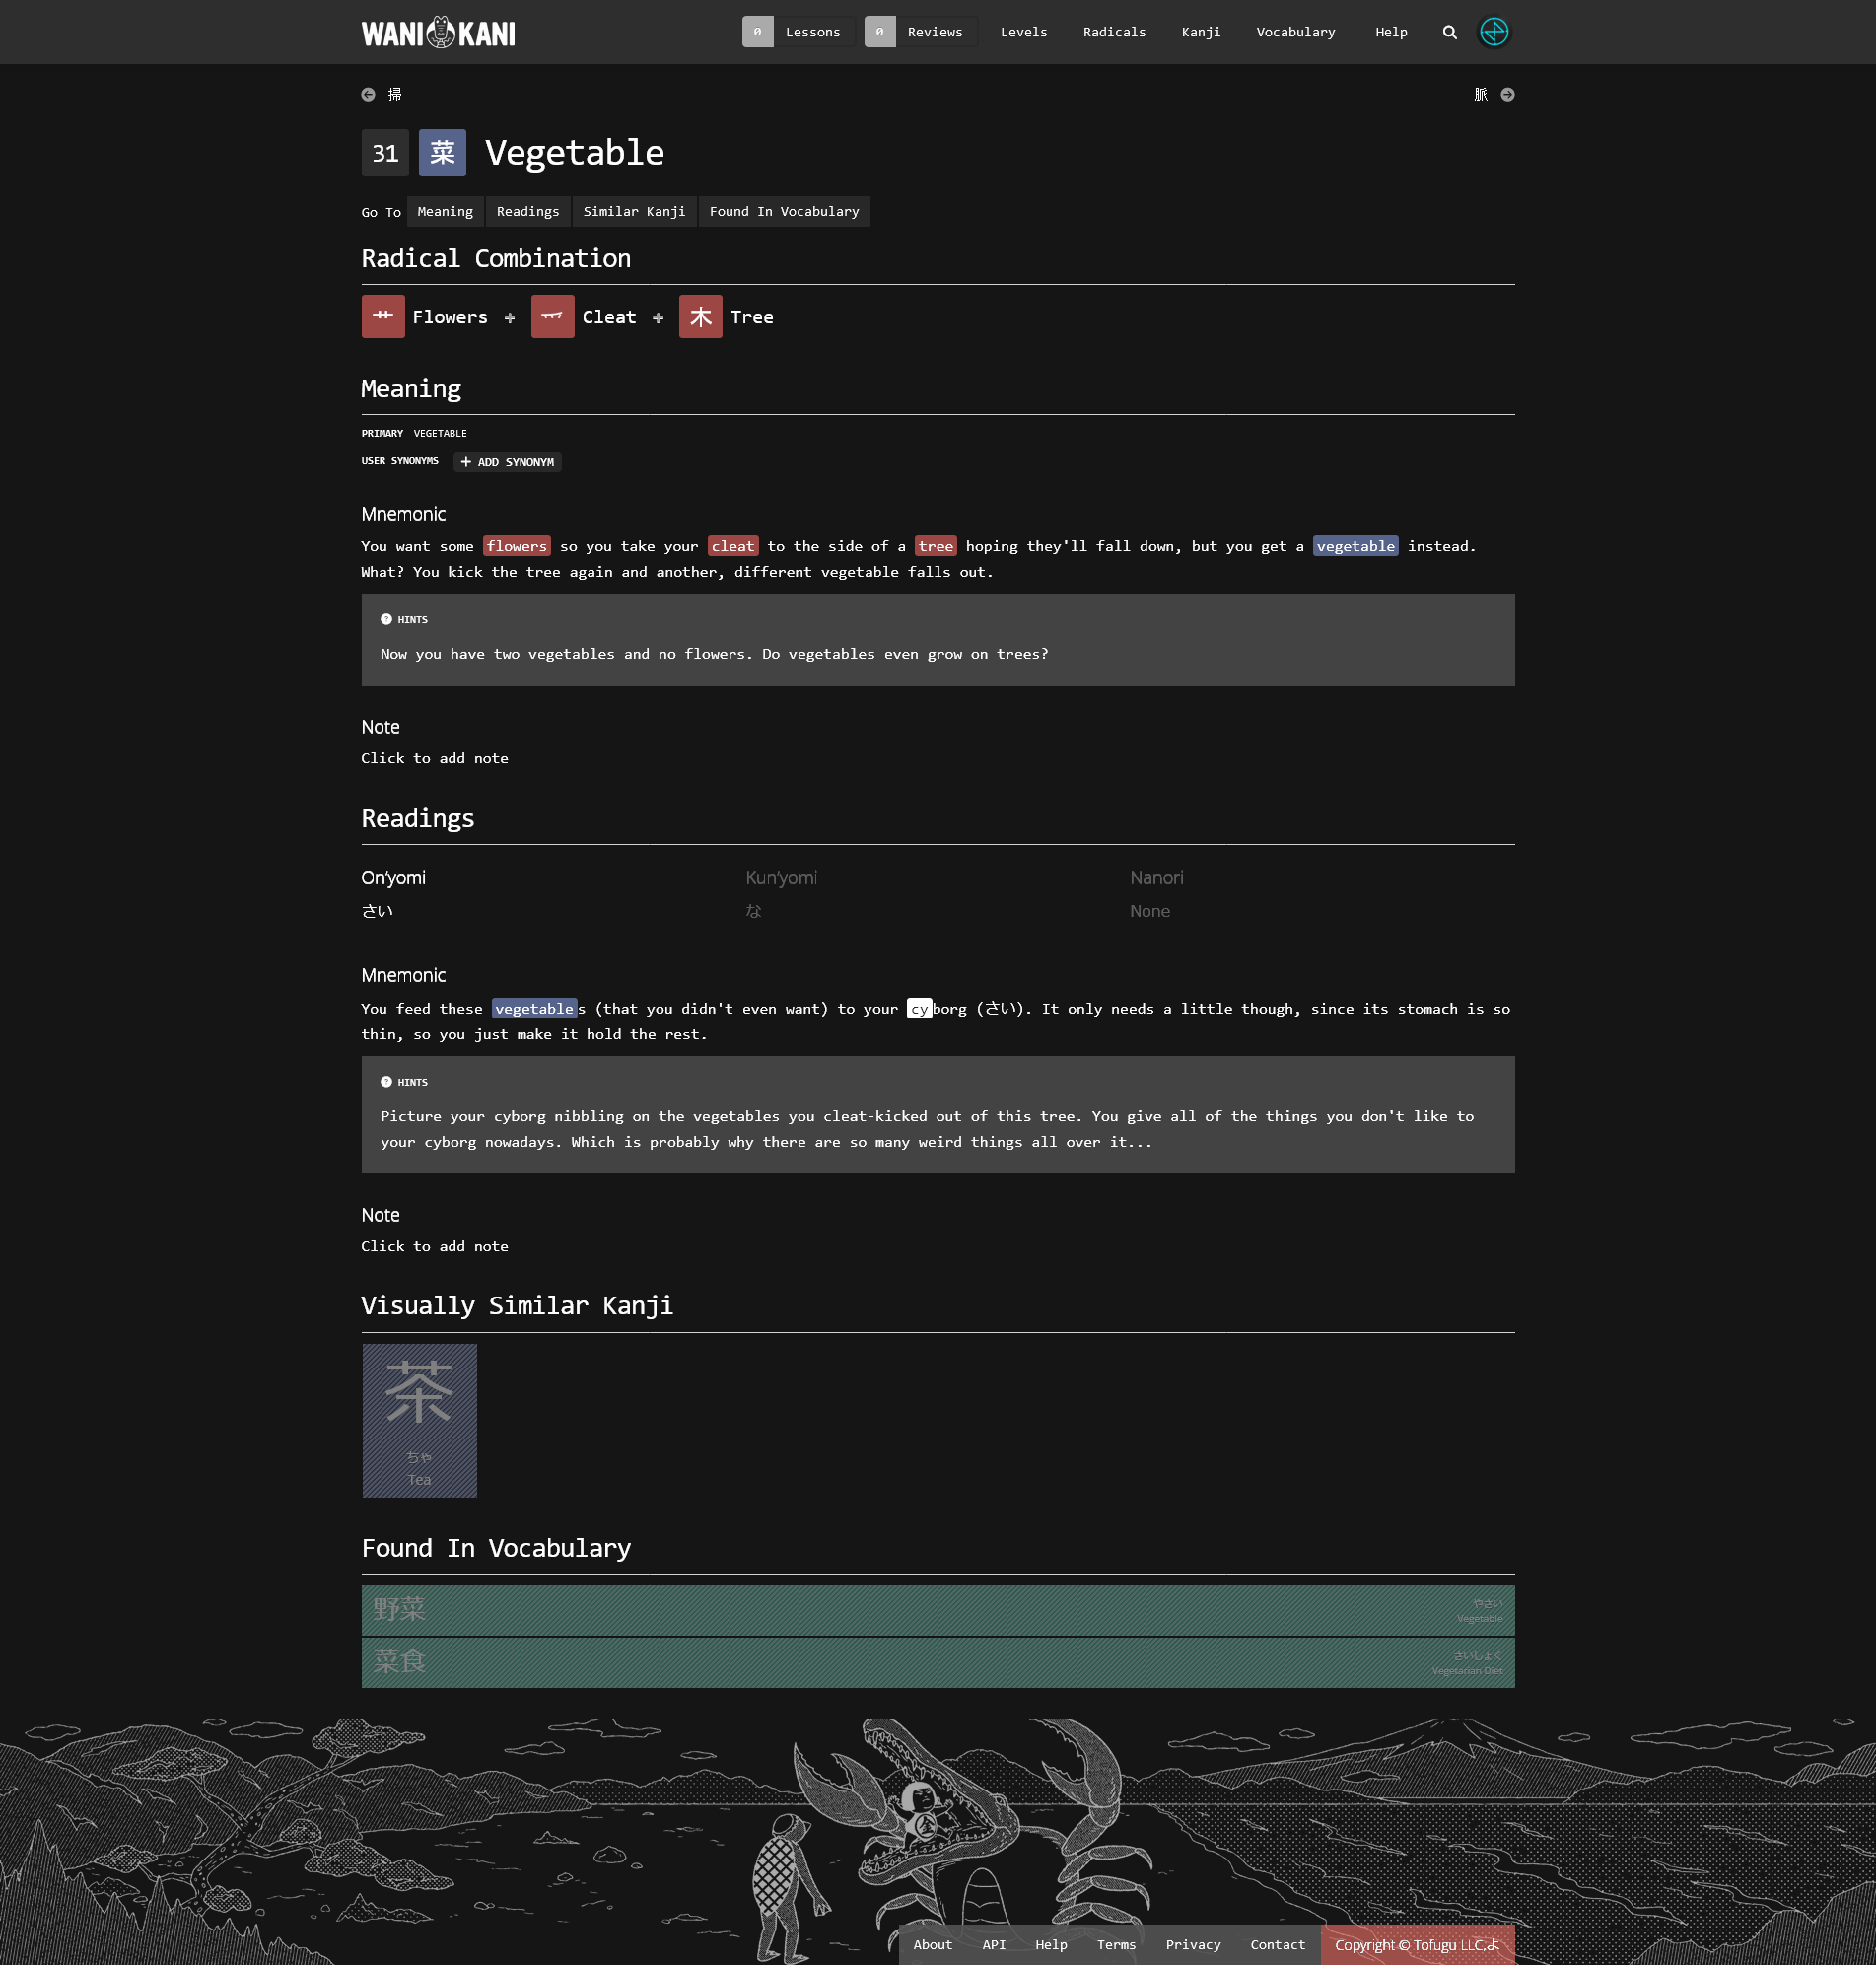 WANI KANI
0 Lessons 0 Reviews Levels Radicals Kanji Vocabulary Help
掃 脈
31 菜 Vegetable
Go To Meaning Readings Similar Kanji Found In Vocabulary
Radical Combination
艹 Flowers + Cleat + 木 Tree
Meaning
PRIMARY VEGETABLE
USER SYNONYMS + ADD SYNONYM
Mnemonic
You want some flowers so you take your cleat to the side of a tree hoping they'll fall down, but you get a vegetable instead.
What? You kick the tree again and another, different vegetable falls out.
? HINTS
Now you have two vegetables and no flowers. Do vegetables even grow on trees?
Note
Click to add note
Readings
On'yomi Kun'yomi Nanori
さい な None
Mnemonic
You feed these vegetables (that you didn't even want) to your cyborg (さい). It only needs a little though, since its stomach is so
thin, so you just make it hold the rest.
? HINTS
Picture your cyborg nibbling on the vegetables you cleat-kicked out of this tree. You give all of the things you don't like to
your cyborg nowadays. Which is probably why there are so many weird things all over it...
Note
Click to add note
Visually Similar Kanji
茶
ちゃ
Tea
Found In Vocabulary
野菜 やさい
Vegetable
菜食 さいしょく
Vegetarian Diet
About API Help Terms Privacy Contact Copyright © Tofugu LLC.よ